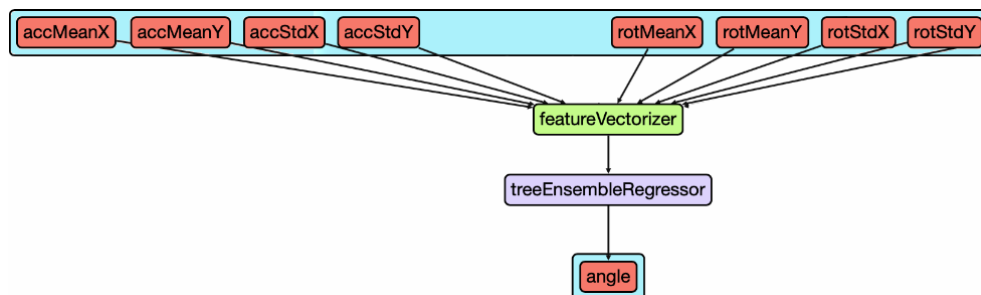 accMeanX accMeanY accStdX accStdY rotMeanX rotMeanY rotStdX rotStdY
featureVectorizer
treeEnsembleRegressor
angle